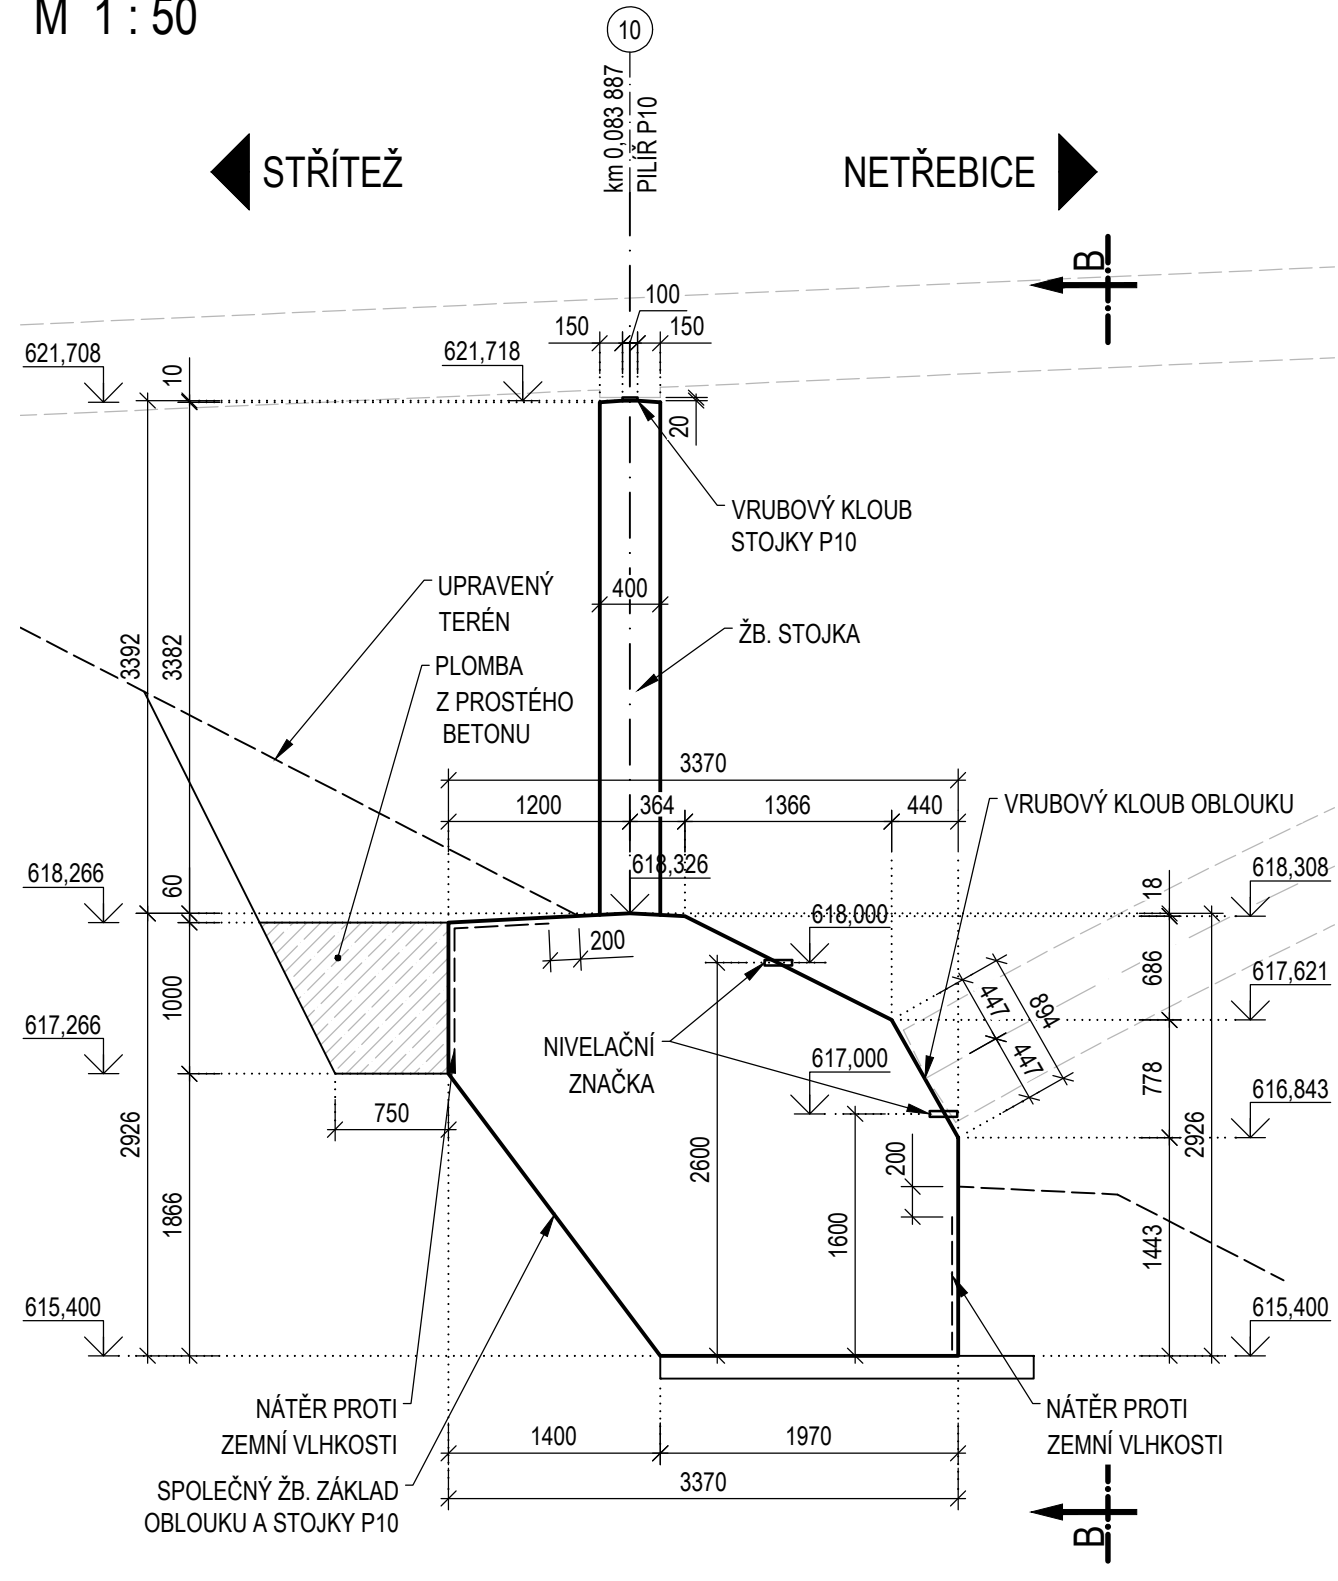 M 1 : 50
10
km 0,083 887
PILÍŘ P10
STŘÍTEŽ
NETŘEBICE
B
100
150
150
621,708
621,718
10
20
VRUBOVÝ KLOUB
STOJKY P10
UPRAVENÝ
TERÉN
400
ŽB. STOJKA
3392
3382
PLOMBA
Z PROSTÉHO
BETONU
3370
1200
364
1366
440
VRUBOVÝ KLOUB OBLOUKU
618,266
60
618,326
618,000
18
618,308
200
686
617,621
447
894
447
1000
617,266
NIVELAČNÍ
ZNAČKA
617,000
778
616,843
750
2926
2600
200
2926
1866
1600
1443
615,400
615,400
NÁTĚR PROTI
ZEMNÍ VLHKOSTI
NÁTĚR PROTI
ZEMNÍ VLHKOSTI
1400
1970
3370
SPOLEČNÝ ŽB. ZÁKLAD
OBLOUKU A STOJKY P10
B